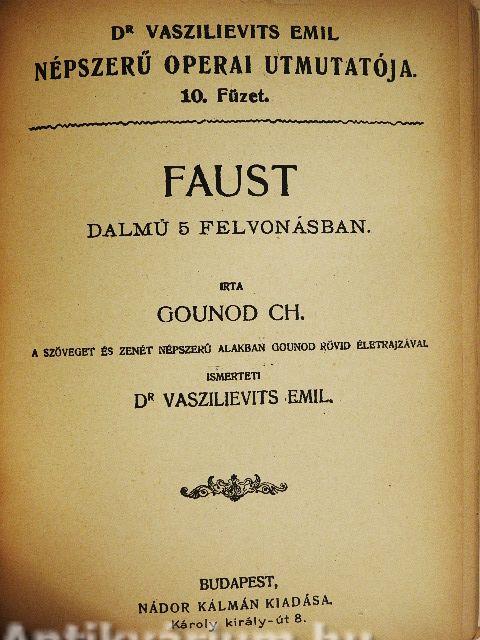 DR VASZILIEVITS EMIL
NÉPSZERŰ OPERAI UTMUTATÓJA.
10. Füzet.
FAUST
DALMŰ 5 FELVONÁSBAN.
IRTA
GOUNOD CH.
A SZÖVEGET ÉS ZENÉT NÉPSZERŰ ALAKBAN GOUNOD RÖVID ÉLETRAJZÁVAL
ISMERTETI
DR VASZILIEVITS EMIL.
BUDAPEST,
NÁDOR KÁLMÁN KIADÁSA.
Károly király-út 8.